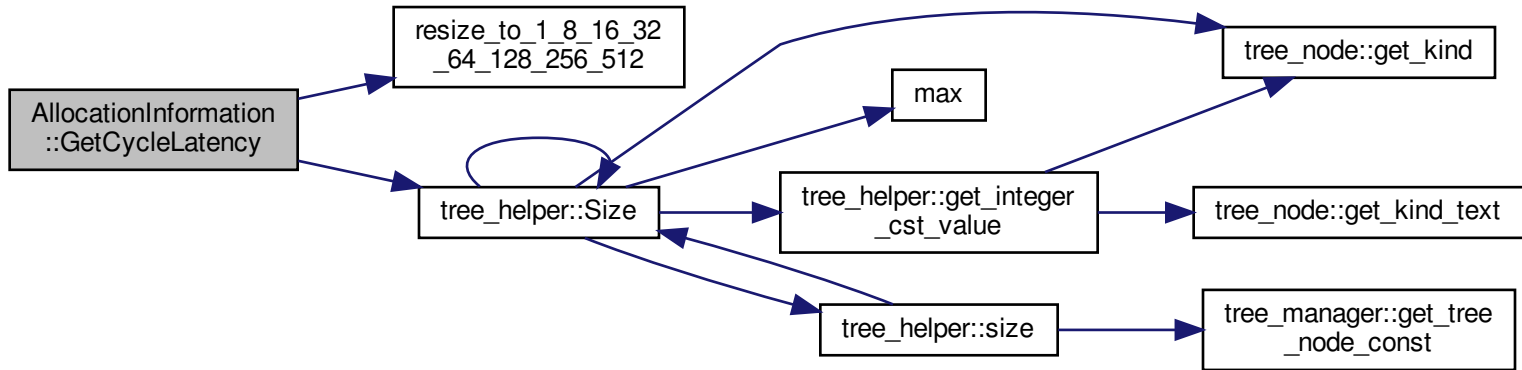 AllocationInformation
::GetCycleLatency
resize_to_1_8_16_32
_64_128_256_512
tree_helper::Size
max
tree_helper::get_integer
_cst_value
tree_helper::size
tree_node::get_kind
tree_node::get_kind_text
tree_manager::get_tree
_node_const